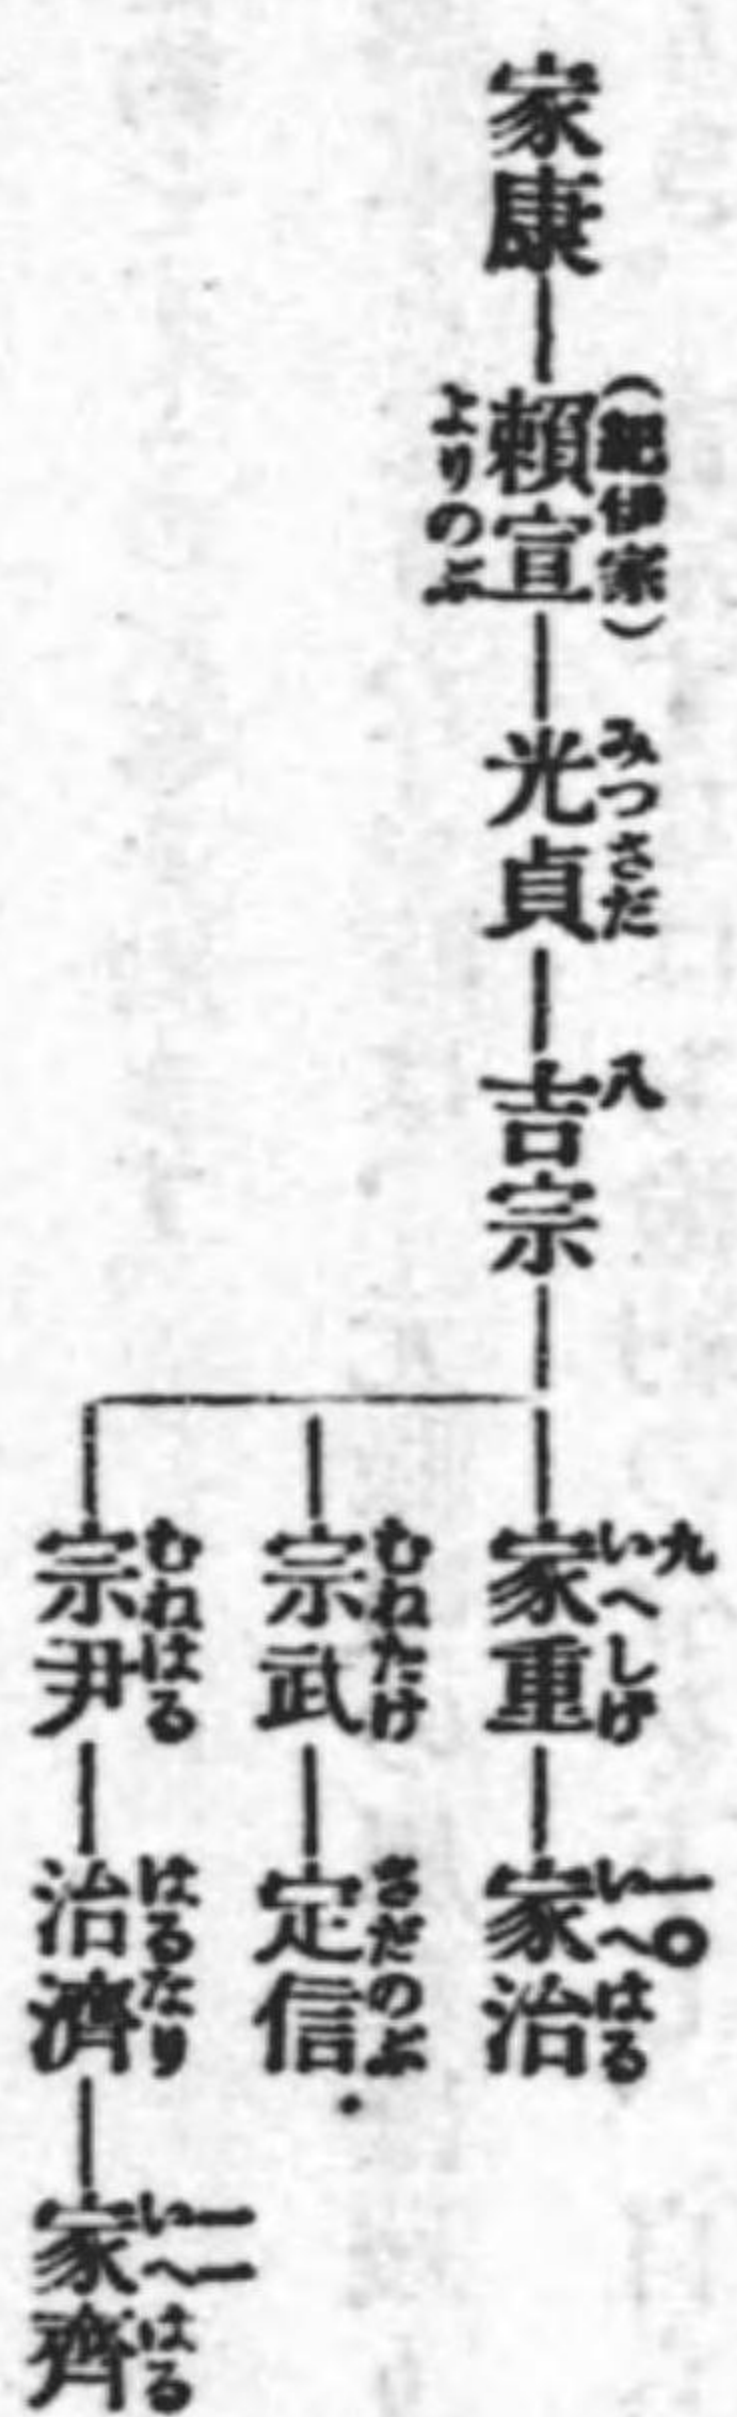 家康
(紀伊家)
頼宣
よりのぶ
みつさだ
光貞
八
吉宗
九
いへしげ
家重
一〇
いへはる
家治
むねたけ
宗武
さだのぶ
定信
むねはる
宗尹
はるなり
治濟
一一
いへはる
家齊